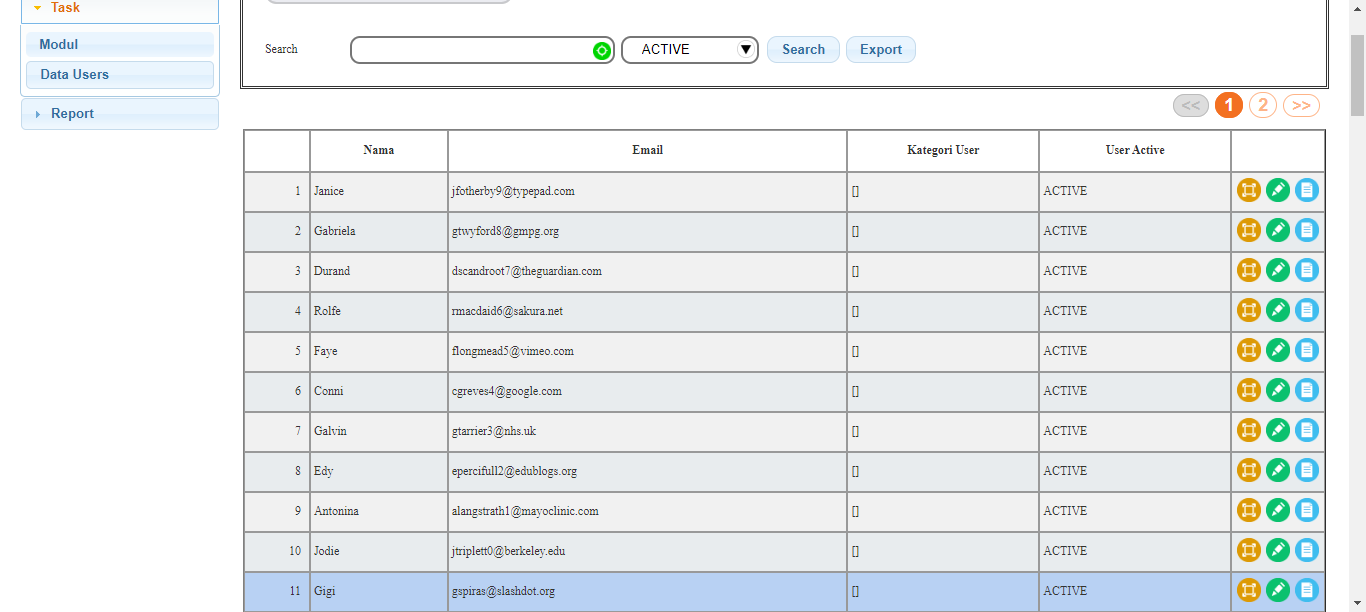 Task
Modul
Data Users
Report
Search ACTIVE Search Export
<< 1 2 >>
Nama Email Kategori User User Active
1 Janice jfotherby9@typepad.com [] ACTIVE
2 Gabriela gtwyford8@gmpg.org [] ACTIVE
3 Durand dscandroot7@theguardian.com [] ACTIVE
4 Rolfe rmacdaid6@sakura.net [] ACTIVE
5 Faye flongmead5@vimeo.com [] ACTIVE
6 Conni cgreves4@google.com [] ACTIVE
7 Galvin gtarrier3@nhs.uk [] ACTIVE
8 Edy epercifull2@edublogs.org [] ACTIVE
9 Antonina alangstrath1@mayoclinic.com [] ACTIVE
10 Jodie jtriplett0@berkeley.edu [] ACTIVE
11 Gigi gspiras@slashdot.org [] ACTIVE